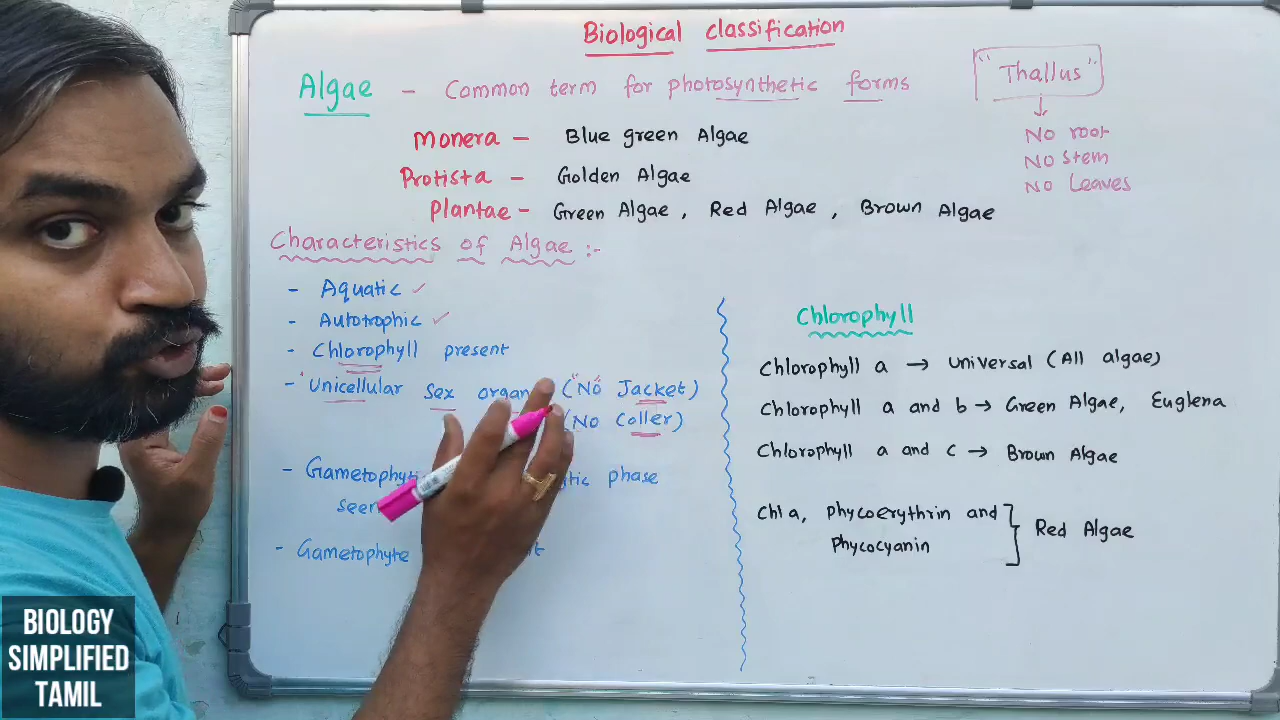 Biological classification
Algae - Common term for photosynthetic forms
"Thallus"
No root
No stem
No Leaves
Monera - Blue green Algae
Protista - Golden Algae
Plantae - Green Algae, Red Algae, Brown Algae
Characteristics of Algae :-
- Aquatic ✓
- Autotrophic ✓
- Chlorophyll present
- Unicellular sex organ ("No" Jacket)
(No Coller)
- Gametophytic phase
seen
- Gametophyte
Chlorophyll
Chlorophyll a → Universal (All algae)
Chlorophyll a and b → Green Algae, Euglena
Chlorophyll a and c → Brown Algae
Chl a, Phycoerythrin and
Phycocyanin ] Red Algae
BIOLOGY
SIMPLIFIED
TAMIL